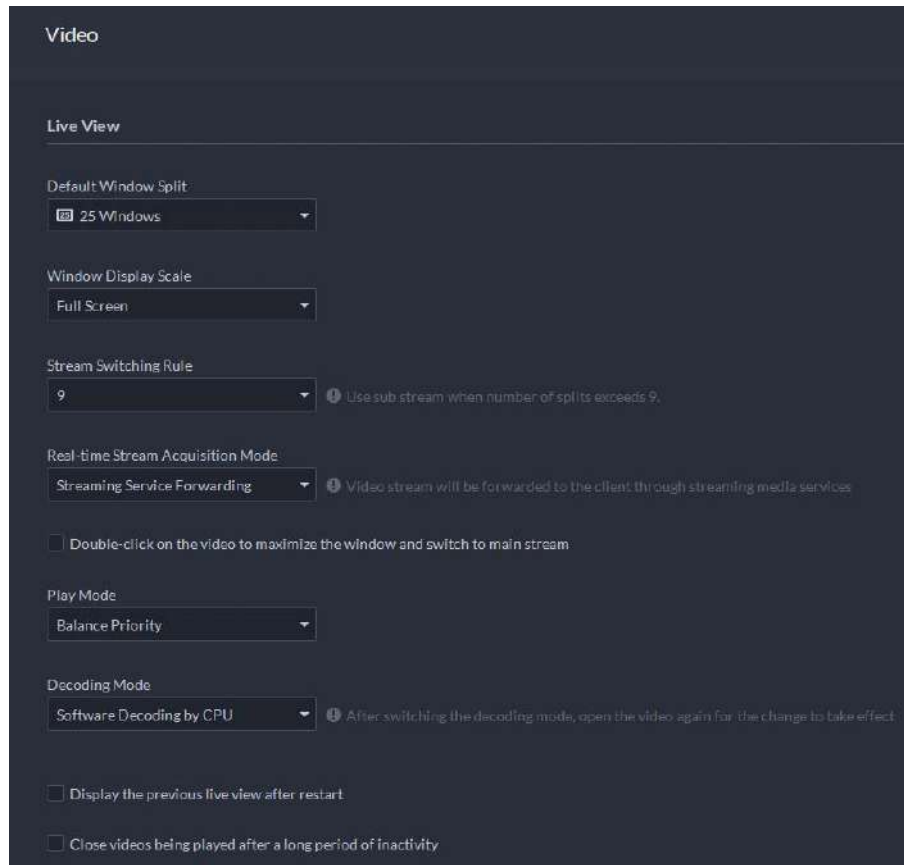 Video
Live View
Default Window Split
25 25 Windows
Window Display Scale
Full Screen
Stream Switching Rule
9
Use sub stream when number of splits exceeds 9.
Real-time Stream Acquisition Mode
Streaming Service Forwarding
Video stream will be forwarded to the client through streaming media services
Double-click on the video to maximize the window and switch to main stream
Play Mode
Balance Priority
Decoding Mode
Software Decoding by CPU
After switching the decoding mode, open the video again for the change to take effect
Display the previous live view after restart
Close videos being played after a long period of inactivity